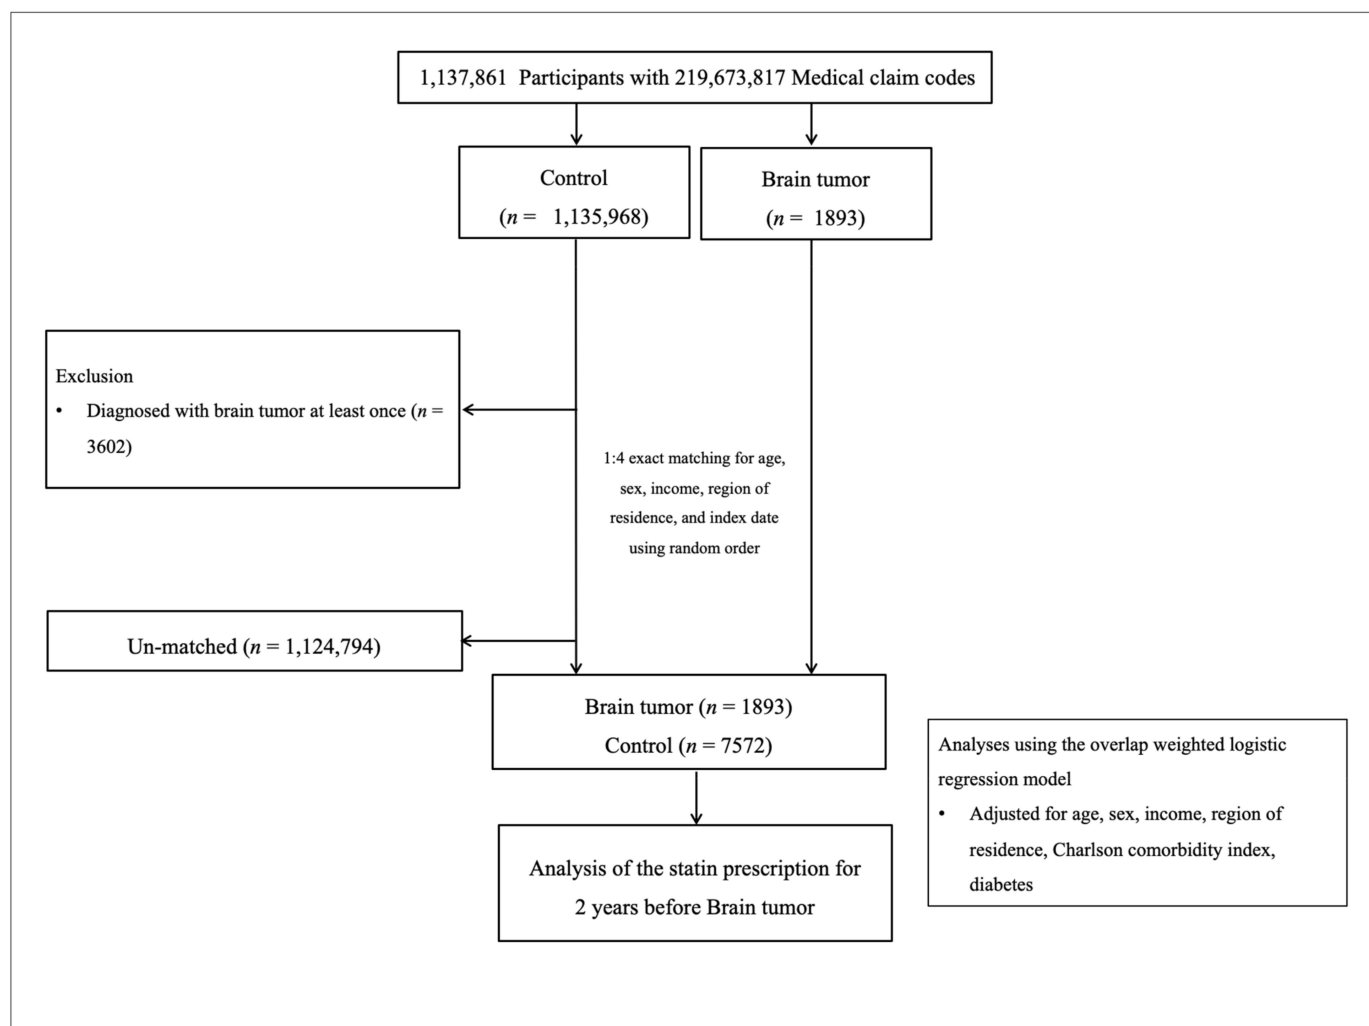 1,137,861 Participants with 219,673,817 Medical claim codes
Control
(n = 1,135,968)
Brain tumor
(n = 1893)
Exclusion
• Diagnosed with brain tumor at least once (n =
3602)
1:4 exact matching for age,
sex, income, region of
residence, and index date
using random order
Un-matched (n = 1,124,794)
Brain tumor (n = 1893)
Control (n = 7572)
Analyses using the overlap weighted logistic
regression model
• Adjusted for age, sex, income, region of
residence, Charlson comorbidity index,
diabetes
Analysis of the statin prescription for
2 years before Brain tumor